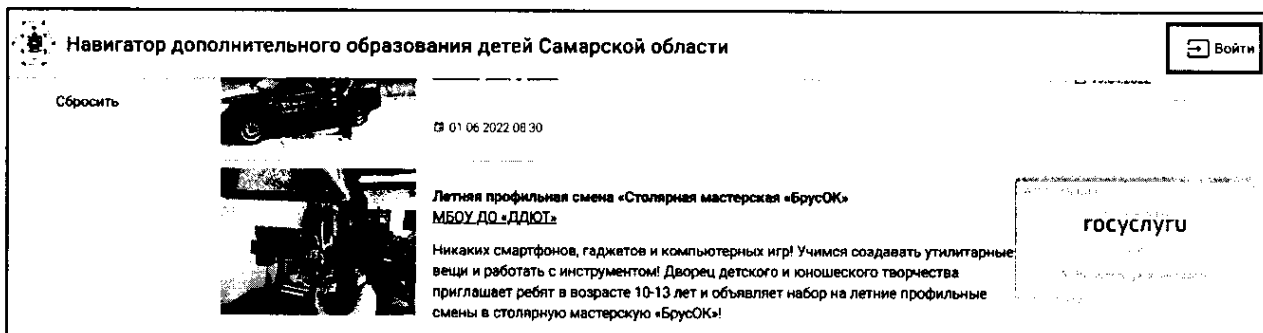 Навигатор дополнительного образования детей Самарской области
Войти
Сбросить
01 06 2022 08:30
Летняя профильная смена «Столярная мастерская «БрусОК»
МБОУ ДО «ДДЮТ»
госуслуги
Никаких смартфонов, гаджетов и компьютерных игр! Учимся создавать утилитарные
вещи и работать с инструментом! Дворец детского и юношеского творчества
приглашает ребят в возрасте 10-13 лет и объявляет набор на летние профильные
смены в столярную мастерскую «БрусОК»!